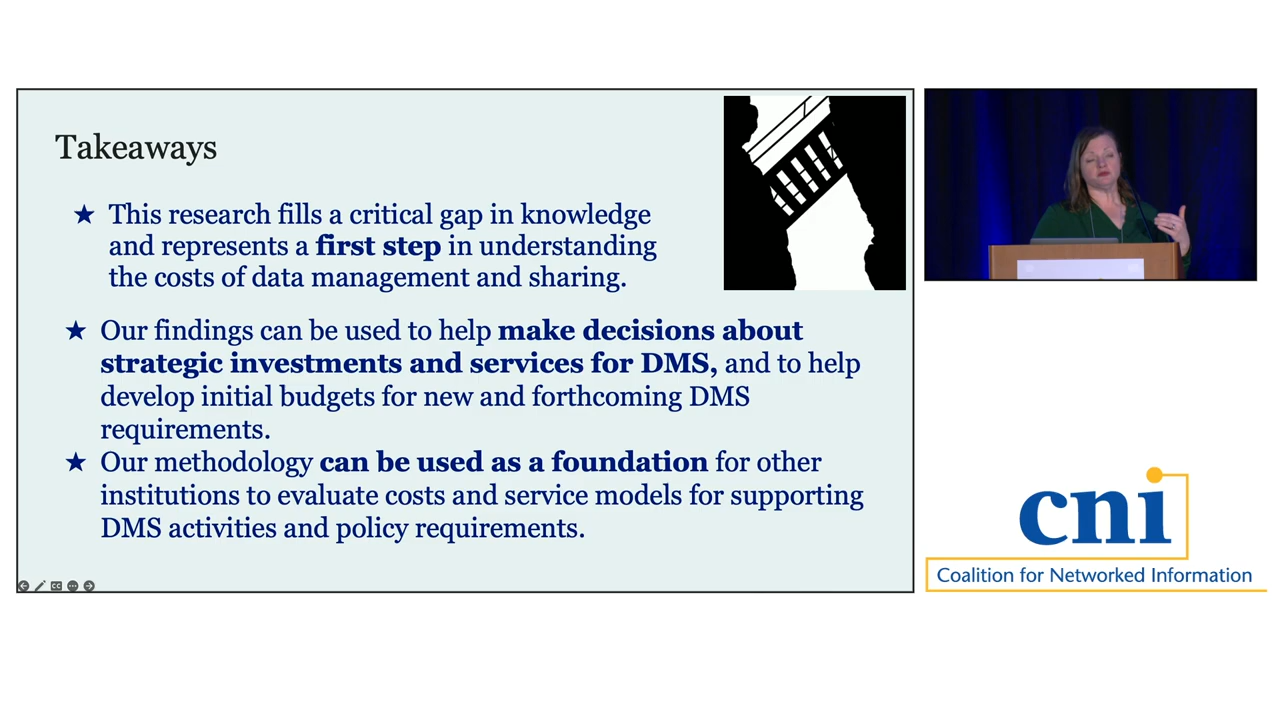 Takeaways
★ This research fills a critical gap in knowledge
and represents a first step in understanding
the costs of data management and sharing.
★ Our findings can be used to help make decisions about
strategic investments and services for DMS, and to help
develop initial budgets for new and forthcoming DMS
requirements.
★ Our methodology can be used as a foundation for other
institutions to evaluate costs and service models for supporting
DMS activities and policy requirements.
cni
Coalition for Networked Information